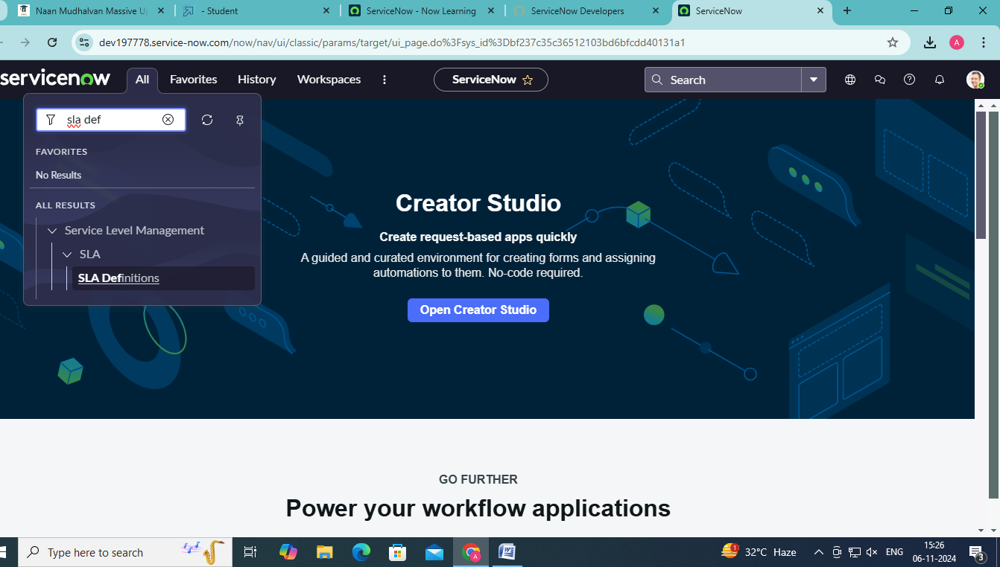 Naan Mudhalvan Massive U
- Student
ServiceNow - Now Learning
ServiceNow Developers
ServiceNow
dev197778.service-now.com/now/nav/ui/classic/params/target/ui_page.do%3Fsys_id%3Dbf237c35c36512103bd6bfcdd40131a1
A
servicenow
All
Favorites
History
Workspaces
ServiceNow
Search
sla def
FAVORITES
No Results
ALL RESULTS
Service Level Management
SLA
SLA Definitions
Creator Studio
Create request-based apps quickly
A guided and curated environment for creating forms and assigning
automations to them. No-code required.
Open Creator Studio
GO FURTHER
Power your workflow applications
Type here to search
A
W
1
32°C Haze
ENG
15:26
06-11-2024
3